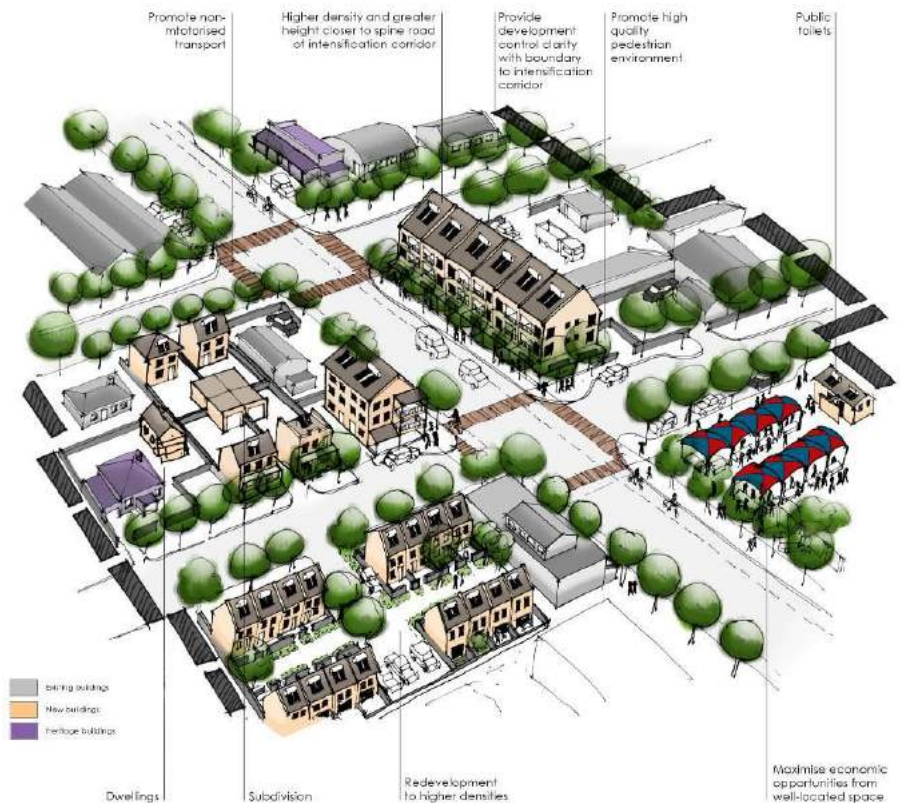 Promote non-
mtotorised
transport
Higher density and greater
height closer to spine road
of intensification corridor
Provide
development
control clarity
with boundary
to intensification
corridor
Promote high
quality
pedestrian
environment
Public
toilets
Existing buildings
New buildings
Heritage buildings
Dwellings
Subdivision
Redevelopment
to higher densities
Maximise economic
opportunities from
well-located space